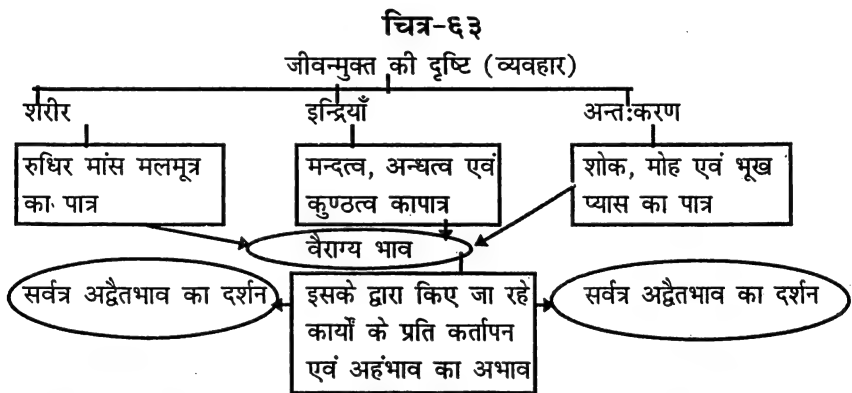 चित्र-६३
जीवन्मुक्त की दृष्टि (व्यवहार)
शरीर
इन्द्रियाँ
अन्तःकरण
रुधिर मांस मलमूत्र
का पात्र
मन्दत्व, अन्धत्व एवं
कुण्ठत्व कापात्र
शोक, मोह एवं भूख
प्यास का पात्र
वैराग्य भाव
सर्वत्र अद्वैतभाव का दर्शन
इसके द्वारा किए जा रहे
कार्यों के प्रति कर्तापन
एवं अहंभाव का अभाव
सर्वत्र अद्वैतभाव का दर्शन